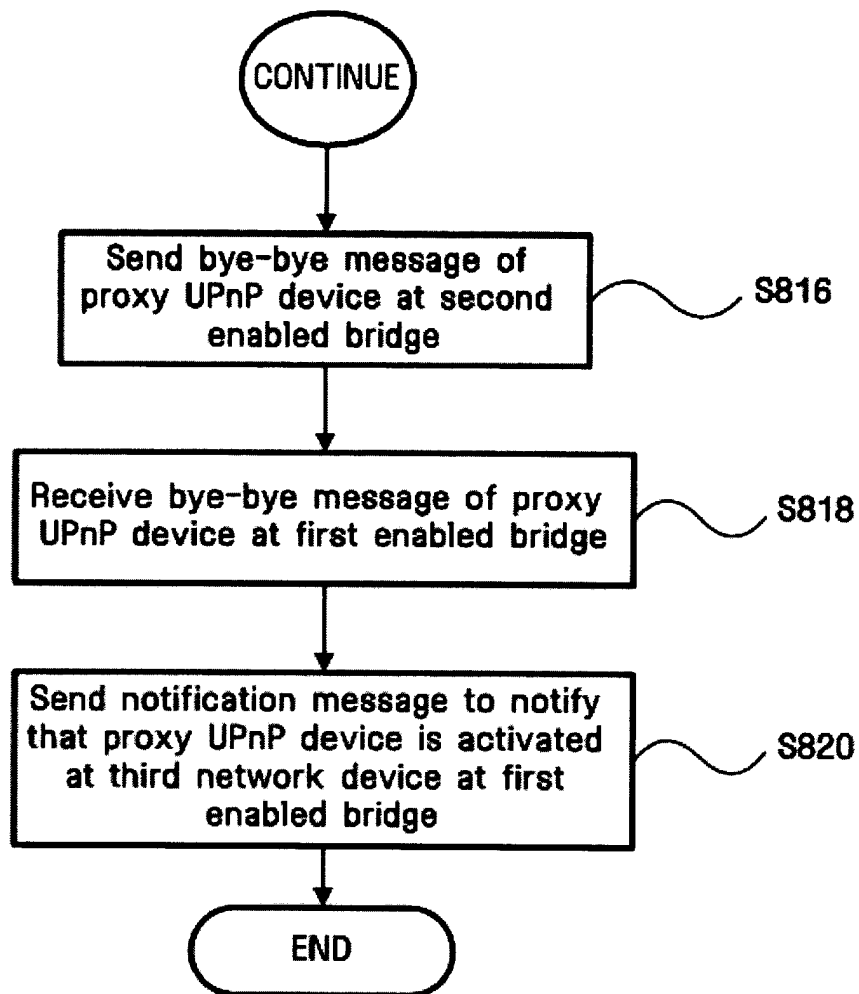 CONTINUE
Send bye-bye message of
proxy UPnP device at second
enabled bridge
S816
Receive bye-bye message of proxy
UPnP device at first enabled bridge
S818
Send notification message to notify
that proxy UPnP device is activated
at third network device at first
enabled bridge
S820
END